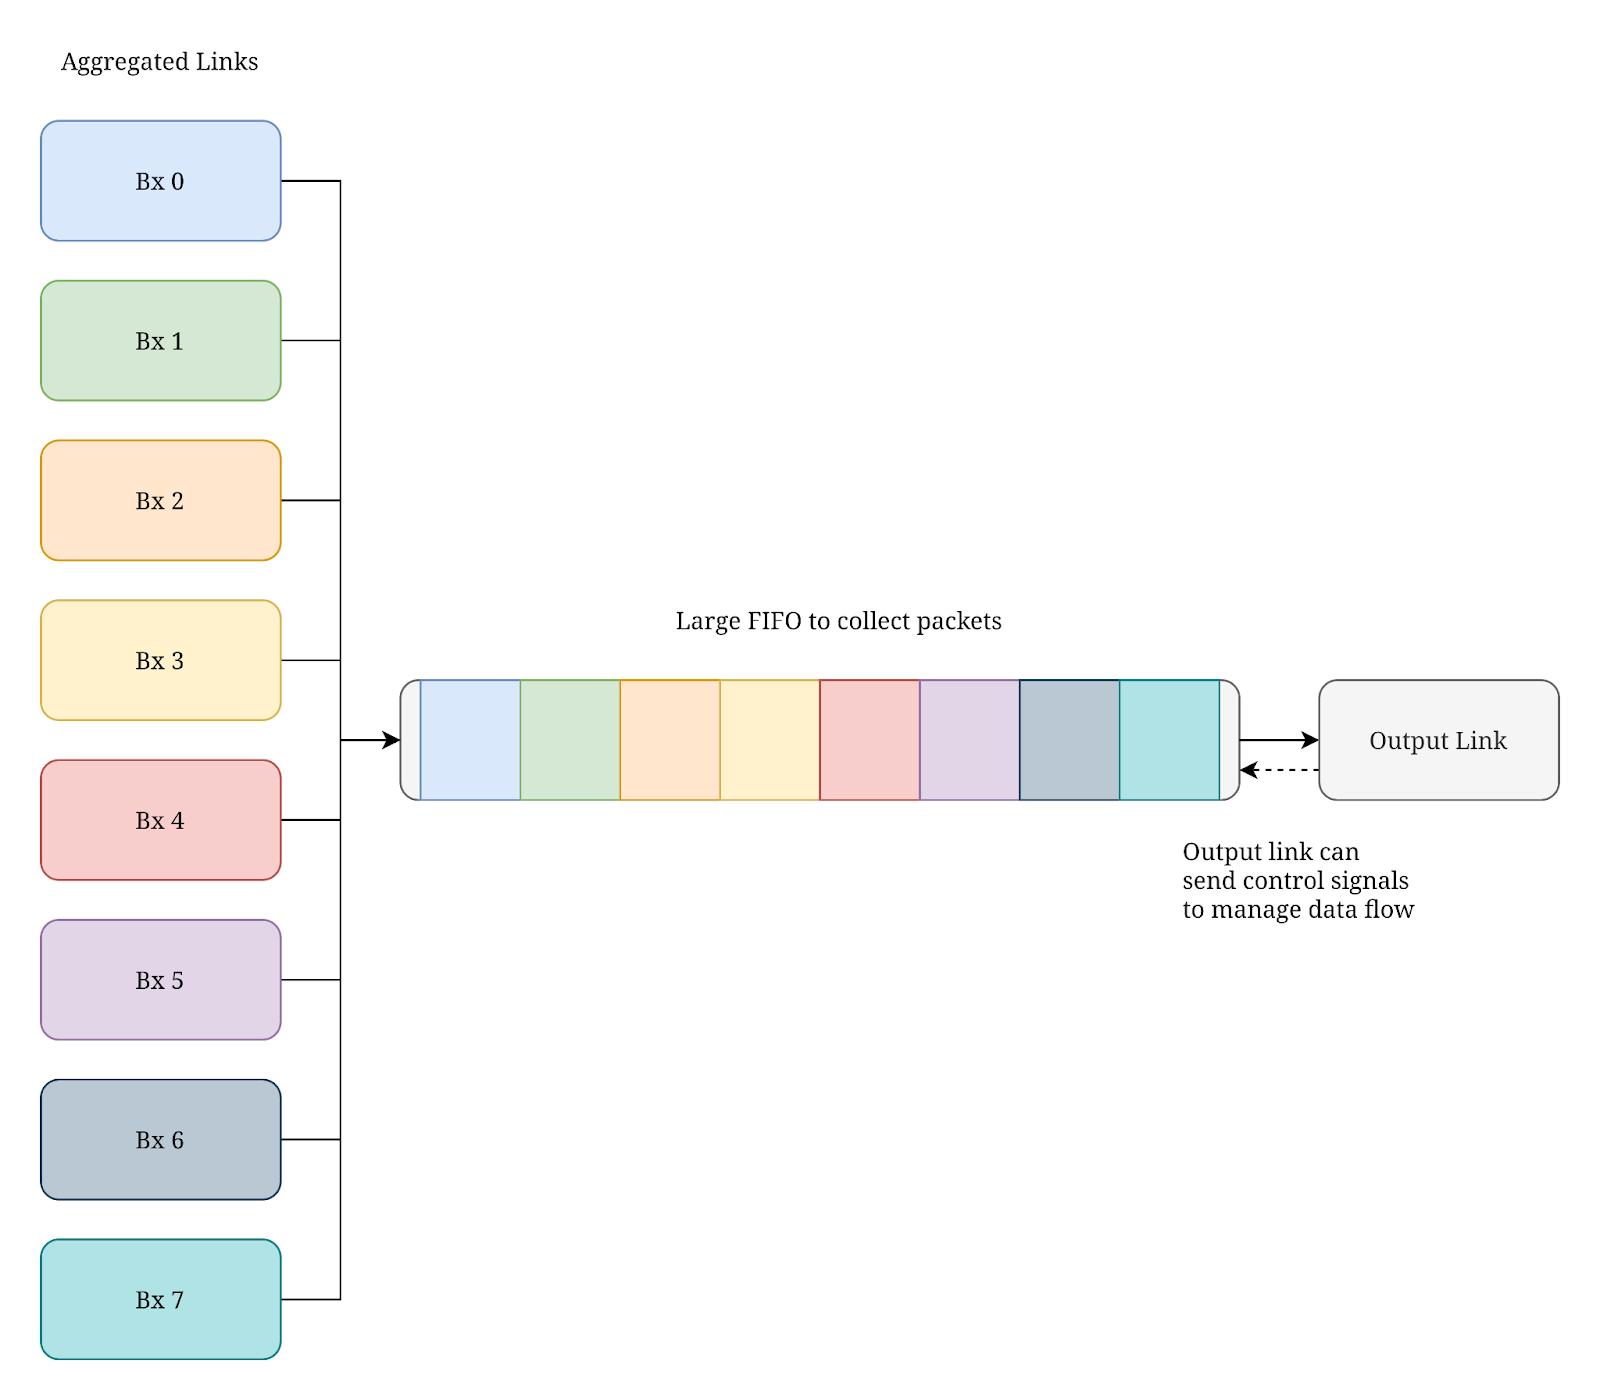 Aggregated Links
Bx 0
Bx 1
Bx 2
Bx 3
Bx 4
Bx 5
Bx 6
Bx 7
Large FIFO to collect packets
Output Link
Output link can
send control signals
to manage data flow